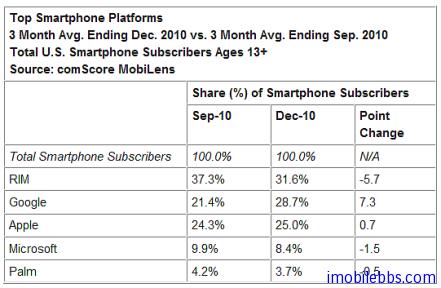 Top Smartphone Platforms
3 Month Avg. Ending Dec. 2010 vs. 3 Month Avg. Ending Sep. 2010
Total U.S. Smartphone Subscribers Ages 13+
Source: comScore MobiLens
Share (%) of Smartphone Subscribers
Sep-10 Dec-10 Point Change
Total Smartphone Subscribers 100.0% 100.0% N/A
RIM 37.3% 31.6% -5.7
Google 21.4% 28.7% 7.3
Apple 24.3% 25.0% 0.7
Microsoft 9.9% 8.4% -1.5
Palm 4.2% 3.7% -0.5
imobilebbs.com